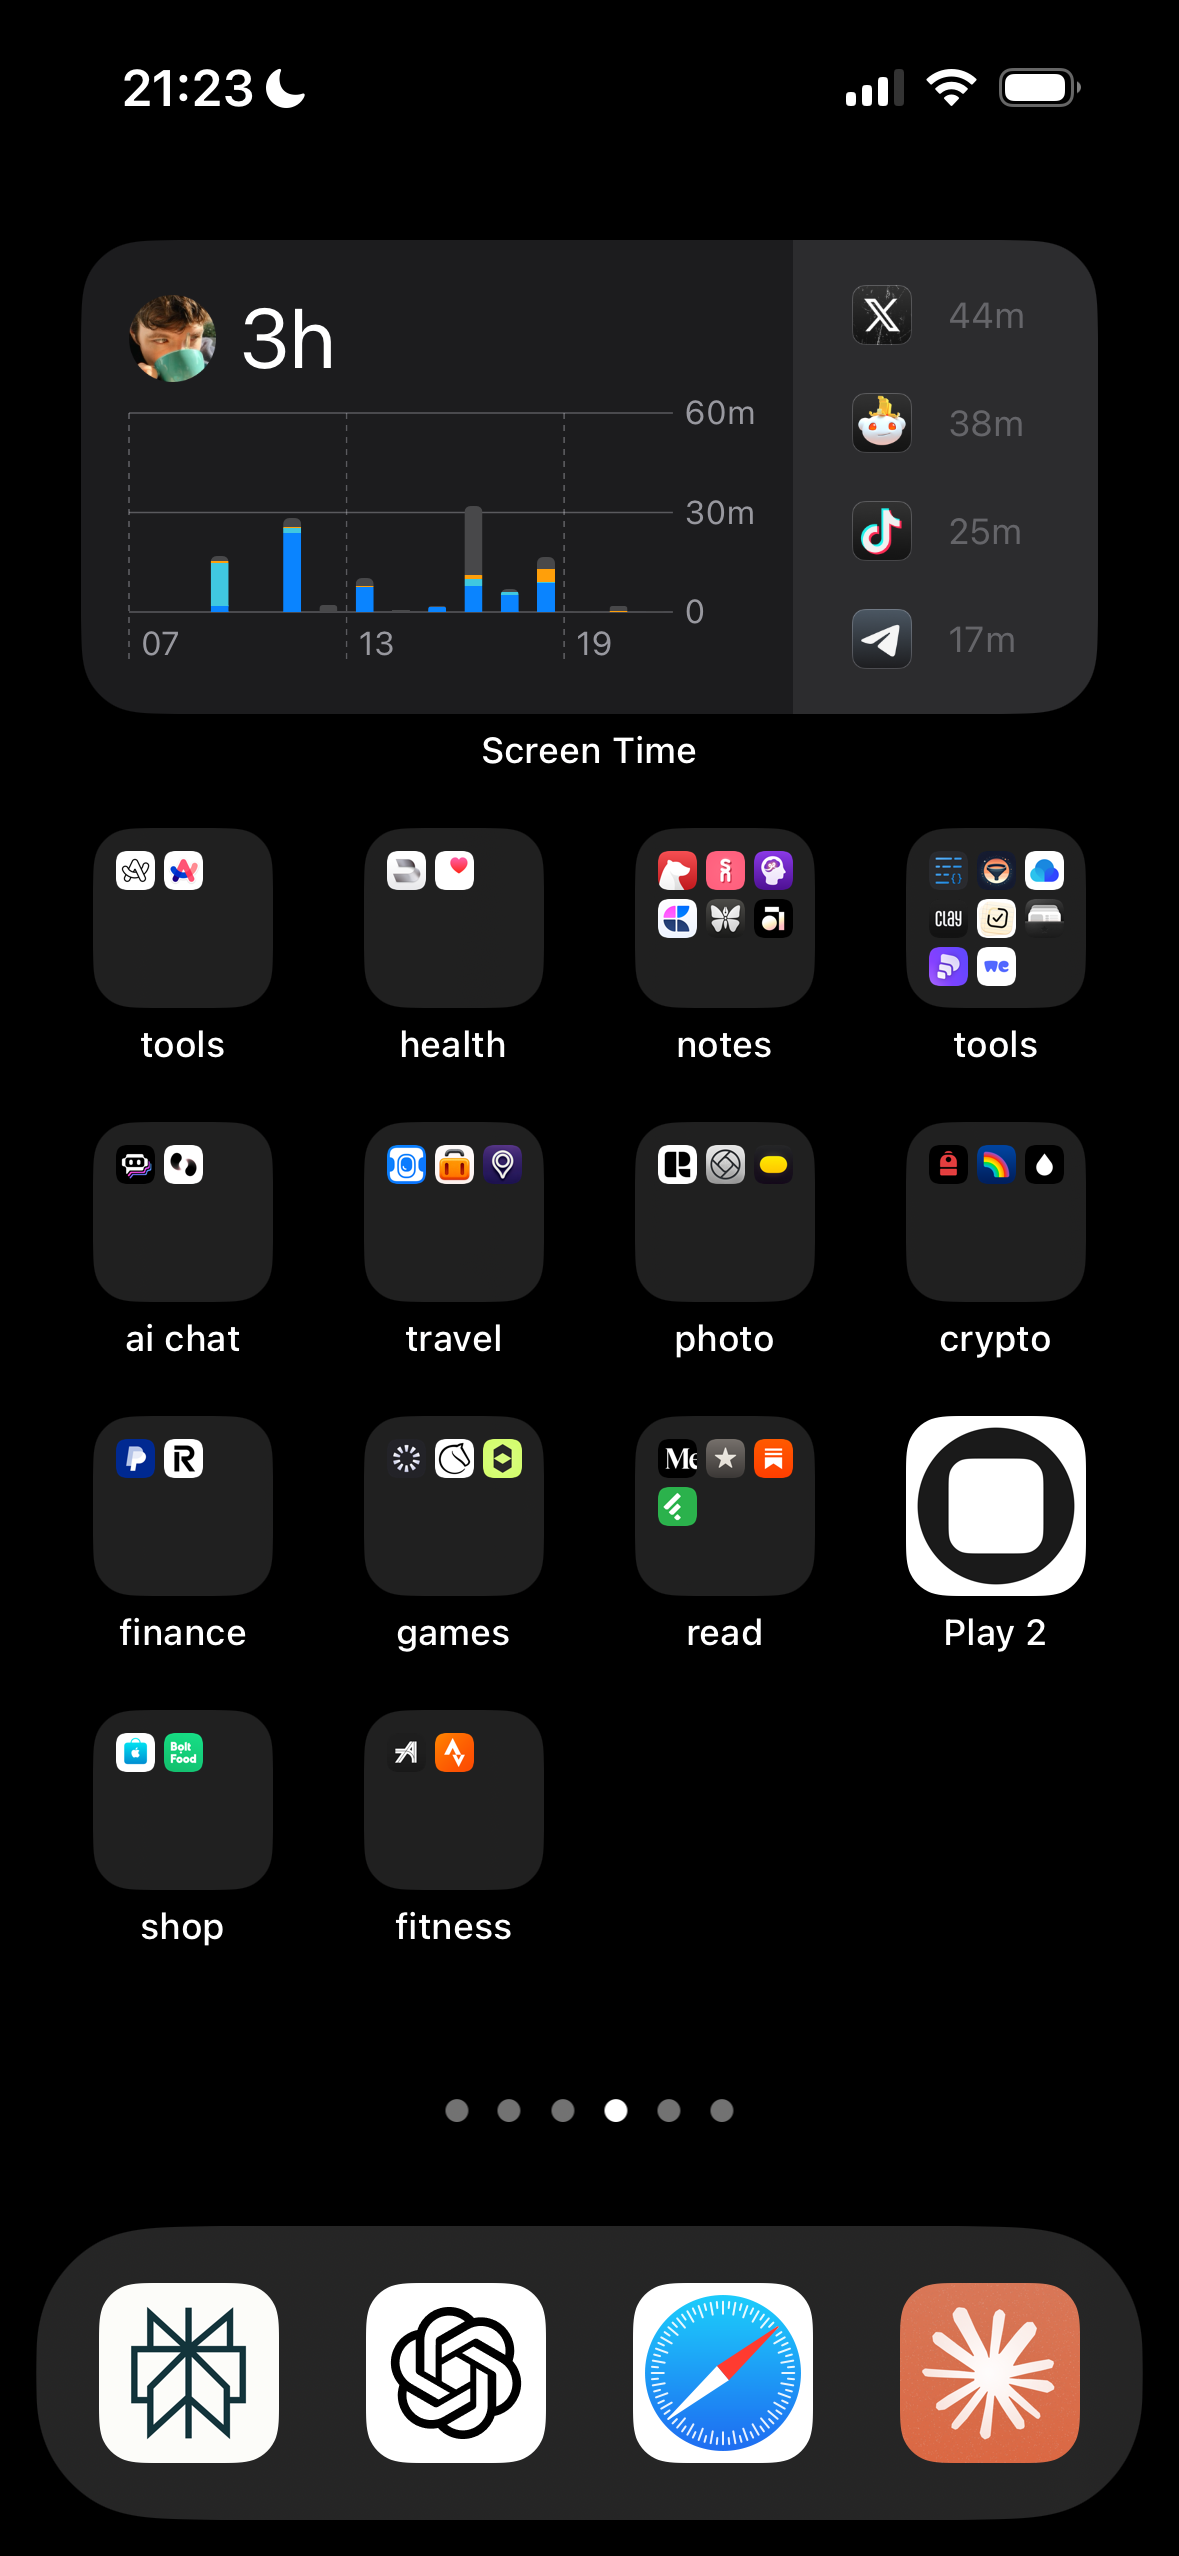 21:23
3h
60m
30m
0
07 13 19
44m
38m
25m
17m
Screen Time
CLAY
we
tools health notes tools
ai chat travel photo crypto
Me
finance games read Play 2
Bolt
Food
shop fitness